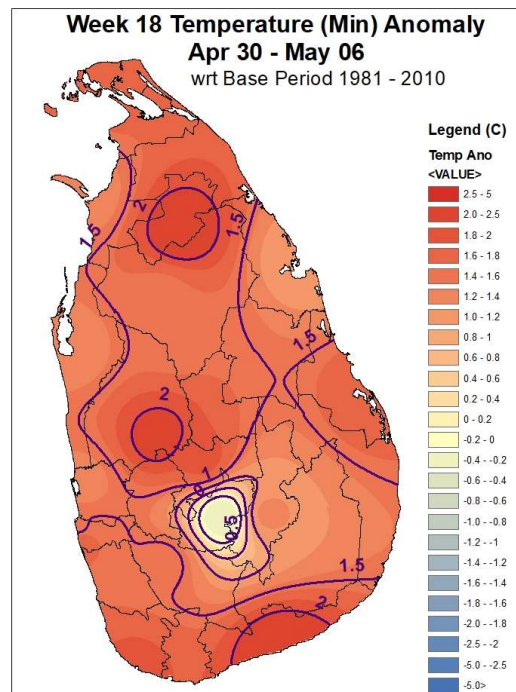 Week 18 Temperature (Min) Anomaly
Apr 30 - May 06
wrt Base Period 1981 - 2010
Legend (C)
Temp Ano
<VALUE>
2.5 - 5
2.0 - 2.5
1.8 - 2
1.6 - 1.8
1.4 - 1.6
1.2 - 1.4
1.0 - 1.2
0.8 - 1
0.6 - 0.8
0.4 - 0.6
0.2 - 0.4
0 - 0.2
-0.2 - 0
-0.4 - -0.2
-0.6 - -0.4
-0.8 - -0.6
-1.0 - -0.8
-1.2 - -1
-1.4 - -1.2
-1.6 - -1.4
-1.8 - -1.6
-2.0 - -1.8
-2.5 - -2
-5.0 - -2.5
-5.0>
2
1.5
1.5
1.5
2
1
0.5
1.5
2